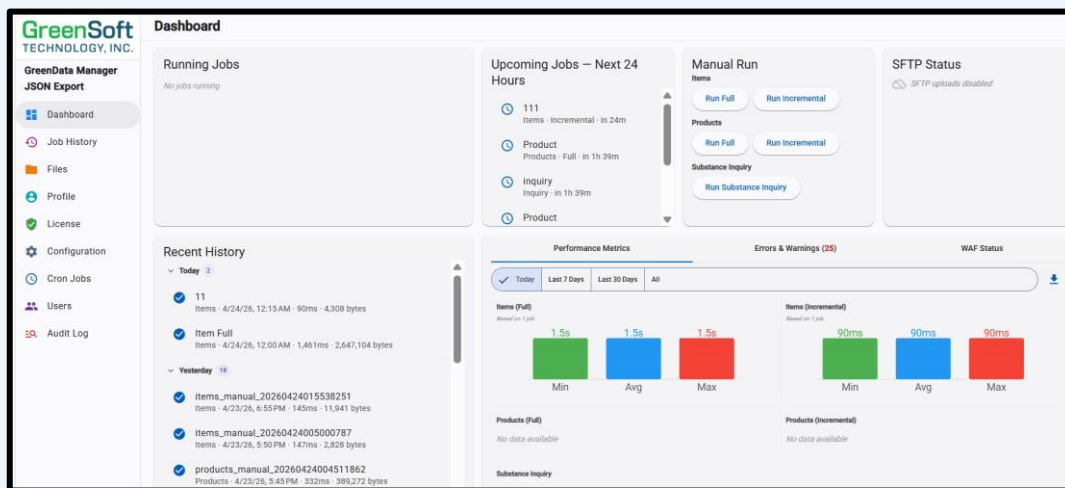 GreenSoft
TECHNOLOGY, INC.
GreenData Manager
JSON Export
Dashboard
Job History
Files
Profile
License
Configuration
Cron Jobs
Users
Audit Log
Dashboard
Running Jobs
No jobs running
Upcoming Jobs — Next 24
Hours
111
Items · Incremental · in 24m
Product
Products · Full · in 1h 39m
inquiry
Inquiry · in 1h 39m
Product
Manual Run
Items
Run Full
Run Incremental
Products
Run Full
Run Incremental
Substance Inquiry
Run Substance Inquiry
SFTP Status
SFTP uploads disabled
Recent History
Today 2
11
Items · 4/24/26, 12:15 AM · 90ms · 4,308 bytes
Item Full
Items · 4/24/26, 12:00 AM · 1,461ms · 2,647,104 bytes
Yesterday 18
items_manual_20260424015538251
Items · 4/23/26, 6:55 PM · 145ms · 11,941 bytes
items_manual_20260424005000787
Items · 4/23/26, 5:50 PM · 147ms · 2,828 bytes
products_manual_20260424004511862
Products · 4/23/26, 5:45 PM · 332ms · 389,272 bytes
Performance Metrics
Errors & Warnings (25)
WAF Status
Today
Last 7 Days
Last 30 Days
All
Items (Full)
Based on 1 job
1.5s 1.5s 1.5s
Min Avg Max
Items (Incremental)
Based on 1 job
90ms 90ms 90ms
Min Avg Max
Products (Full)
No data available
Products (Incremental)
No data available
Substance Inquiry